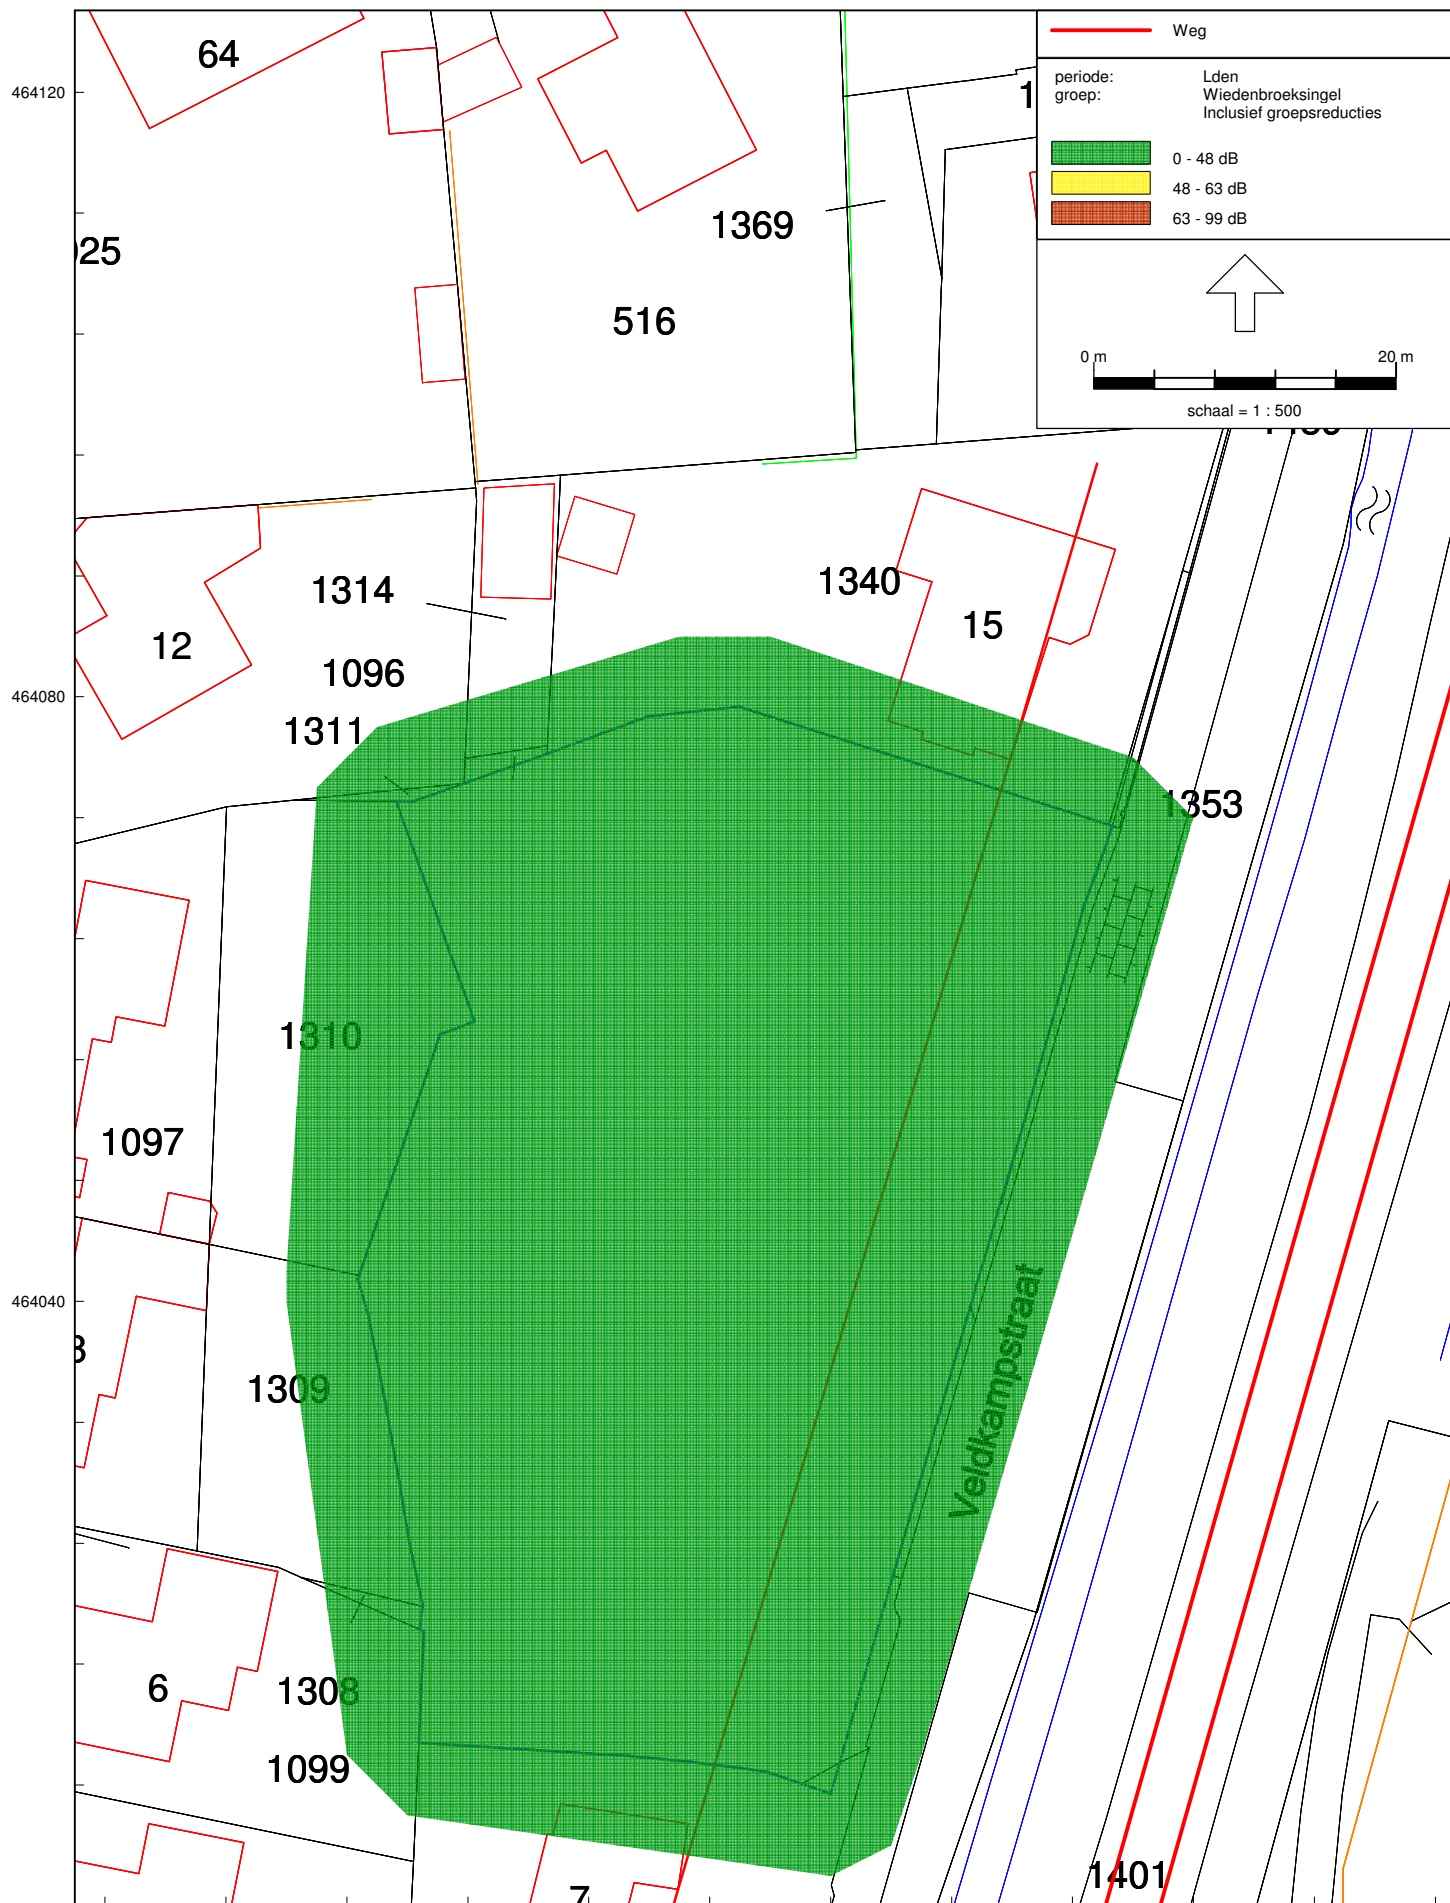 Weg
periode: Lden
groep: Wiedenbroeksingel
Inclusief groepsreducties
0 - 48 dB
48 - 63 dB
63 - 99 dB
0 m 20 m
schaal = 1 : 500
64
464120
1369
516
1314
1340
15
12
1096
464080
1311
1353
1310
1097
464040
Veldkampstraat
1309
6
1308
1099
1401
7